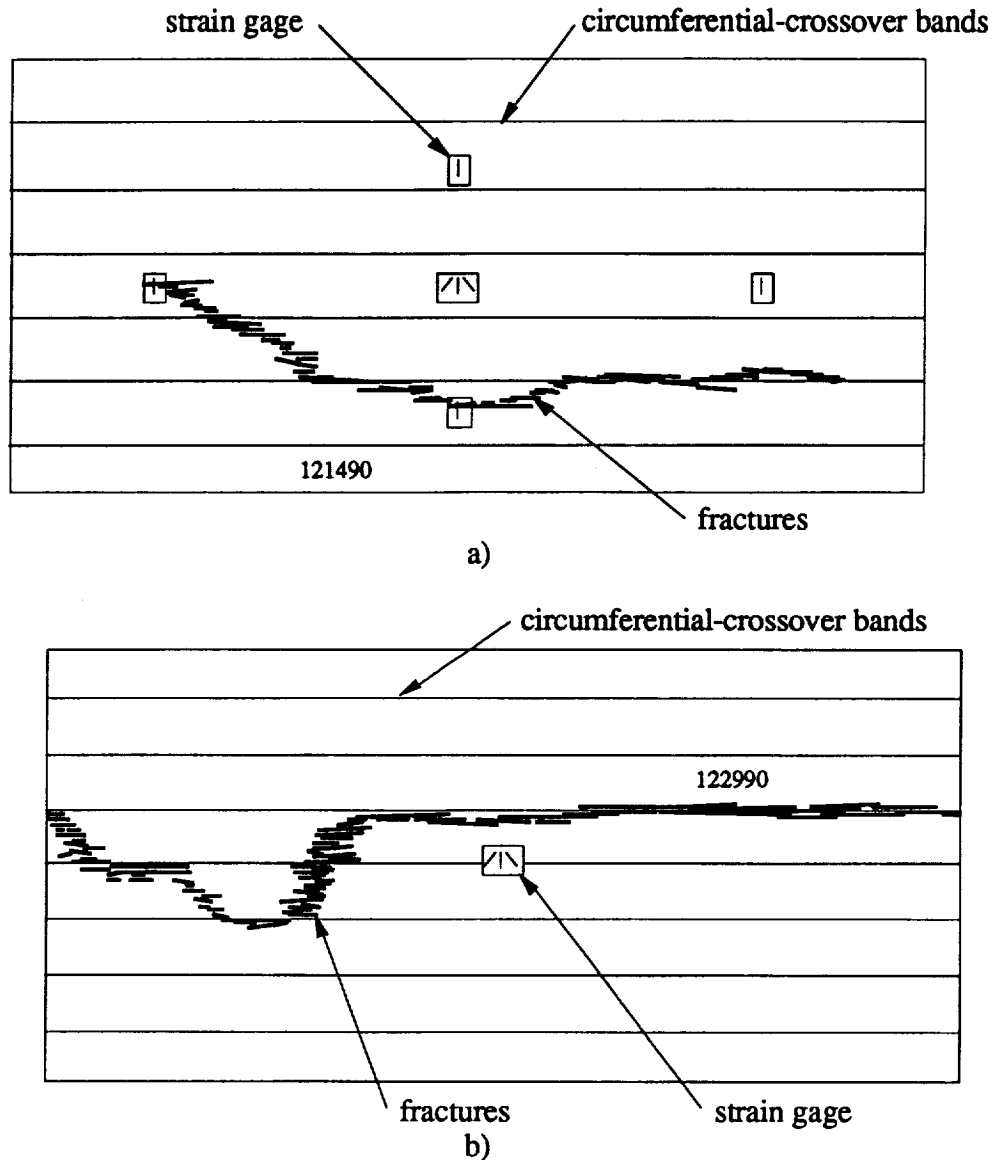 strain gage
circumferential-crossover bands
121490
fractures
a)
circumferential-crossover bands
122990
fractures
strain gage
b)